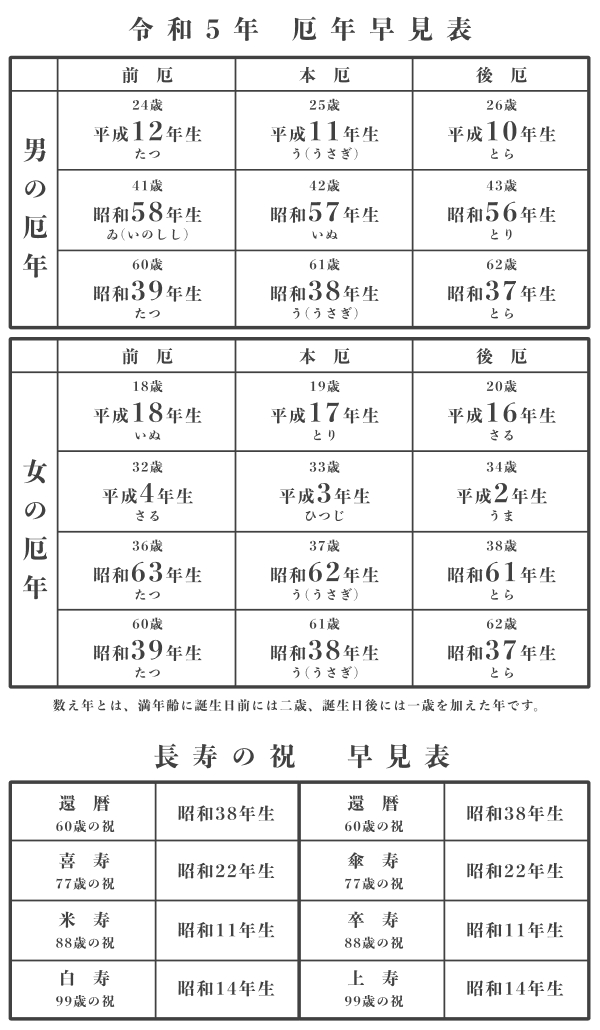 令和5年 厄年早見表
前 厄 本 厄 後 厄
男の厄年
24歳 25歳 26歳
平成12年生 平成11年生 平成10年生
たつ う(うさぎ) とら
41歳 42歳 43歳
昭和58年生 昭和57年生 昭和56年生
ゐ(いのしし) いぬ とり
60歳 61歳 62歳
昭和39年生 昭和38年生 昭和37年生
たつ う(うさぎ) とら
前 厄 本 厄 後 厄
女の厄年
18歳 19歳 20歳
平成18年生 平成17年生 平成16年生
いぬ とり さる
32歳 33歳 34歳
平成4年生 平成3年生 平成2年生
さる ひつじ うま
36歳 37歳 38歳
昭和63年生 昭和62年生 昭和61年生
たつ う(うさぎ) とら
60歳 61歳 62歳
昭和39年生 昭和38年生 昭和37年生
たつ う(うさぎ) とら
数え年とは、満年齢に誕生日前には二歳、誕生日後には一歳を加えた年です。
長寿の祝 早見表
還 暦 昭和38年生 還 暦 昭和38年生
60歳の祝 60歳の祝
喜 寿 昭和22年生 傘 寿 昭和22年生
77歳の祝 77歳の祝
米 寿 昭和11年生 卒 寿 昭和11年生
88歳の祝 88歳の祝
白 寿 昭和14年生 上 寿 昭和14年生
99歳の祝 99歳の祝